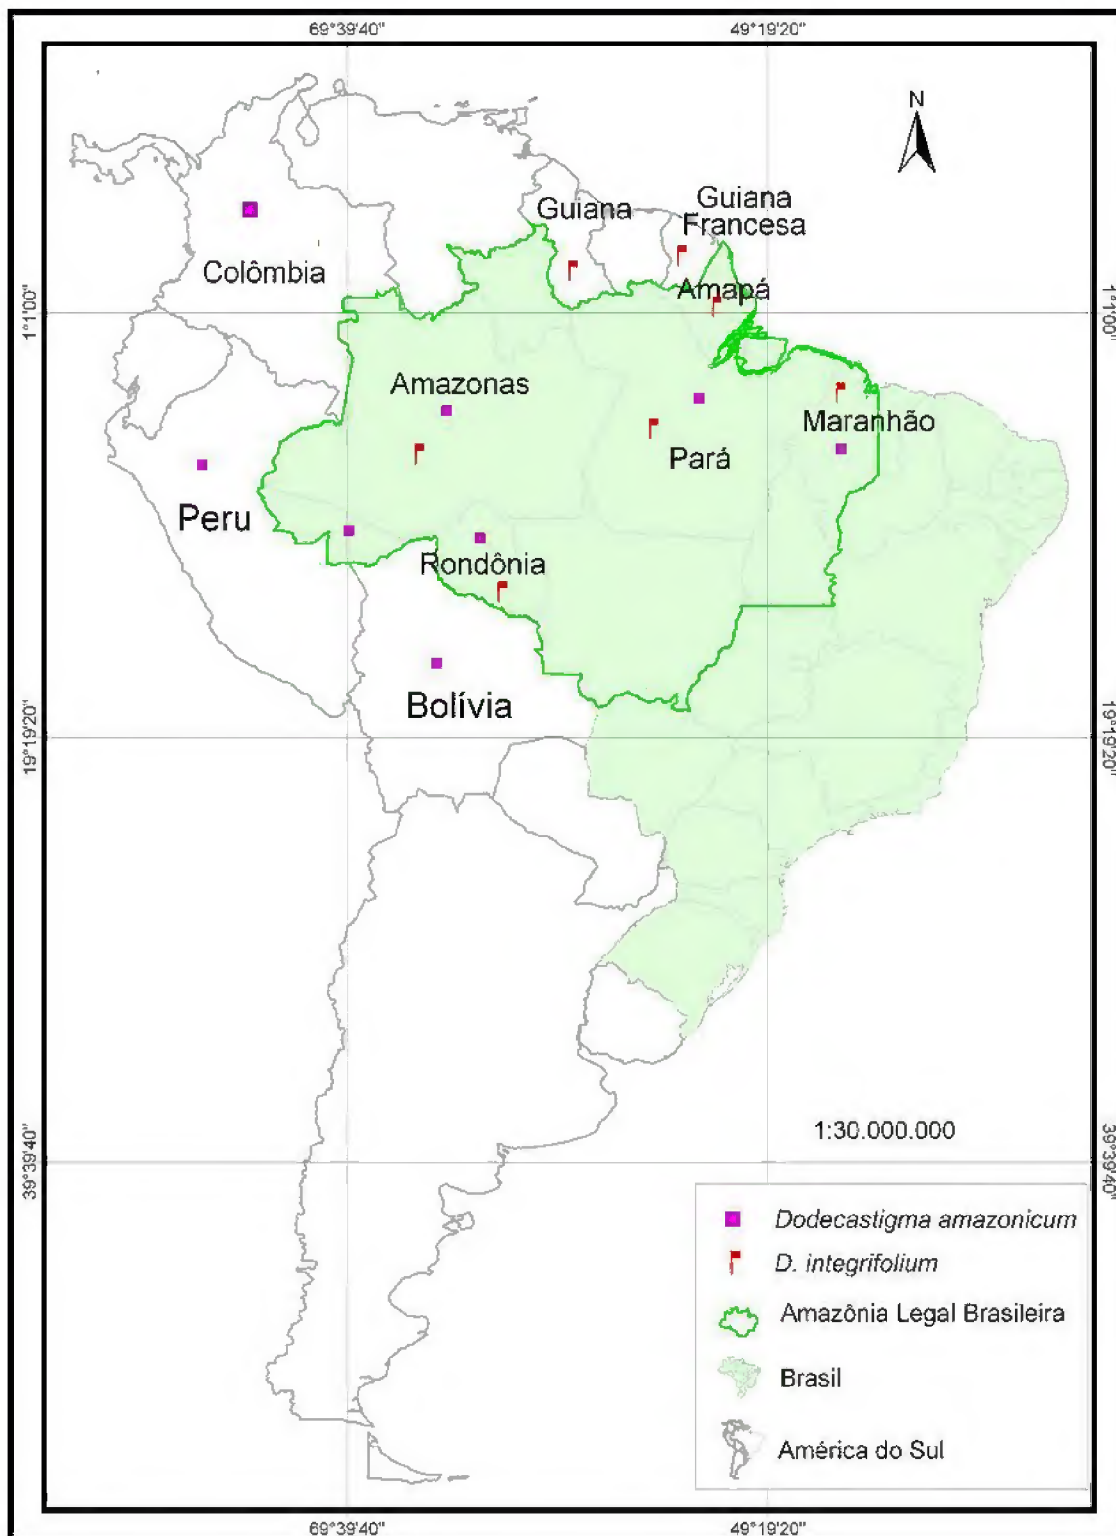 69°39'40"
49°19'20"
N
Guiana
Guiana
Francesa
Colômbia
Amapá
1°1'00"
1°1'00"
Amazonas
Maranhão
Pará
Peru
Rondônia
Bolívia
19°19'20"
19°19'20"
1:30.000.000
39°39'40"
39°39'40"
Dodecastigma amazonicum
D. integrifolium
Amazônia Legal Brasileira
Brasil
América do Sul
69°39'40"
49°19'20"